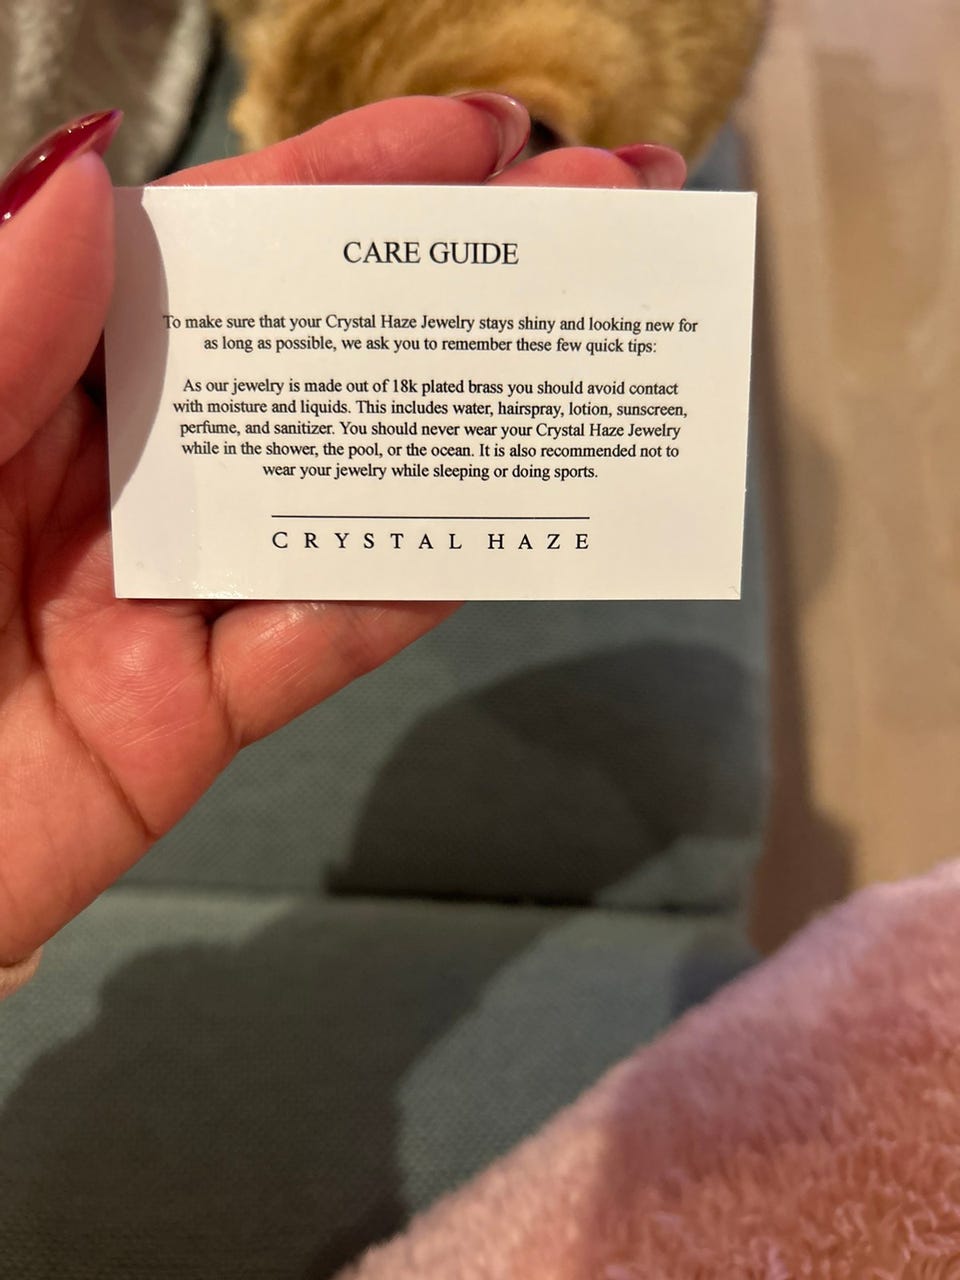 CARE GUIDE
To make sure that your Crystal Haze Jewelry stays shiny and looking new for
as long as possible, we ask you to remember these few quick tips:
As our jewelry is made out of 18k plated brass you should avoid contact
with moisture and liquids. This includes water, hairspray, lotion, sunscreen,
perfume, and sanitizer. You should never wear your Crystal Haze Jewelry
while in the shower, the pool, or the ocean. It is also recommended not to
wear your jewelry while sleeping or doing sports.
CRYSTAL HAZE